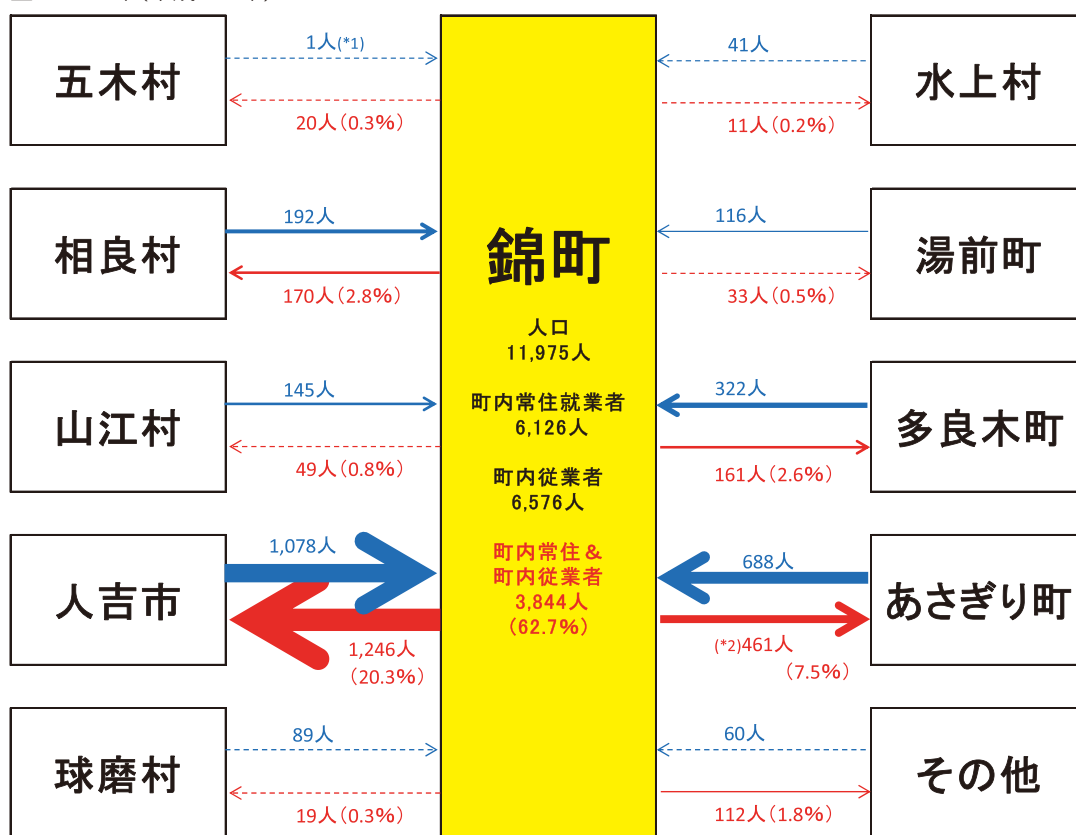 五木村
1人(*1)
20人(0.3%)
相良村
192人
170人(2.8%)
山江村
145人
49人(0.8%)
人吉市
1,078人
1,246人
(20.3%)
球磨村
89人
19人(0.3%)
錦町
人口
11,975人
町内常住就業者
6,126人
町内従業者
6,576人
町内常住&
町内従業者
3,844人
(62.7%)
水上村
41人
11人(0.2%)
湯前町
116人
33人(0.5%)
多良木町
322人
161人(2.6%)
あさぎり町
688人
(*2)461人
(7.5%)
その他
60人
112人(1.8%)